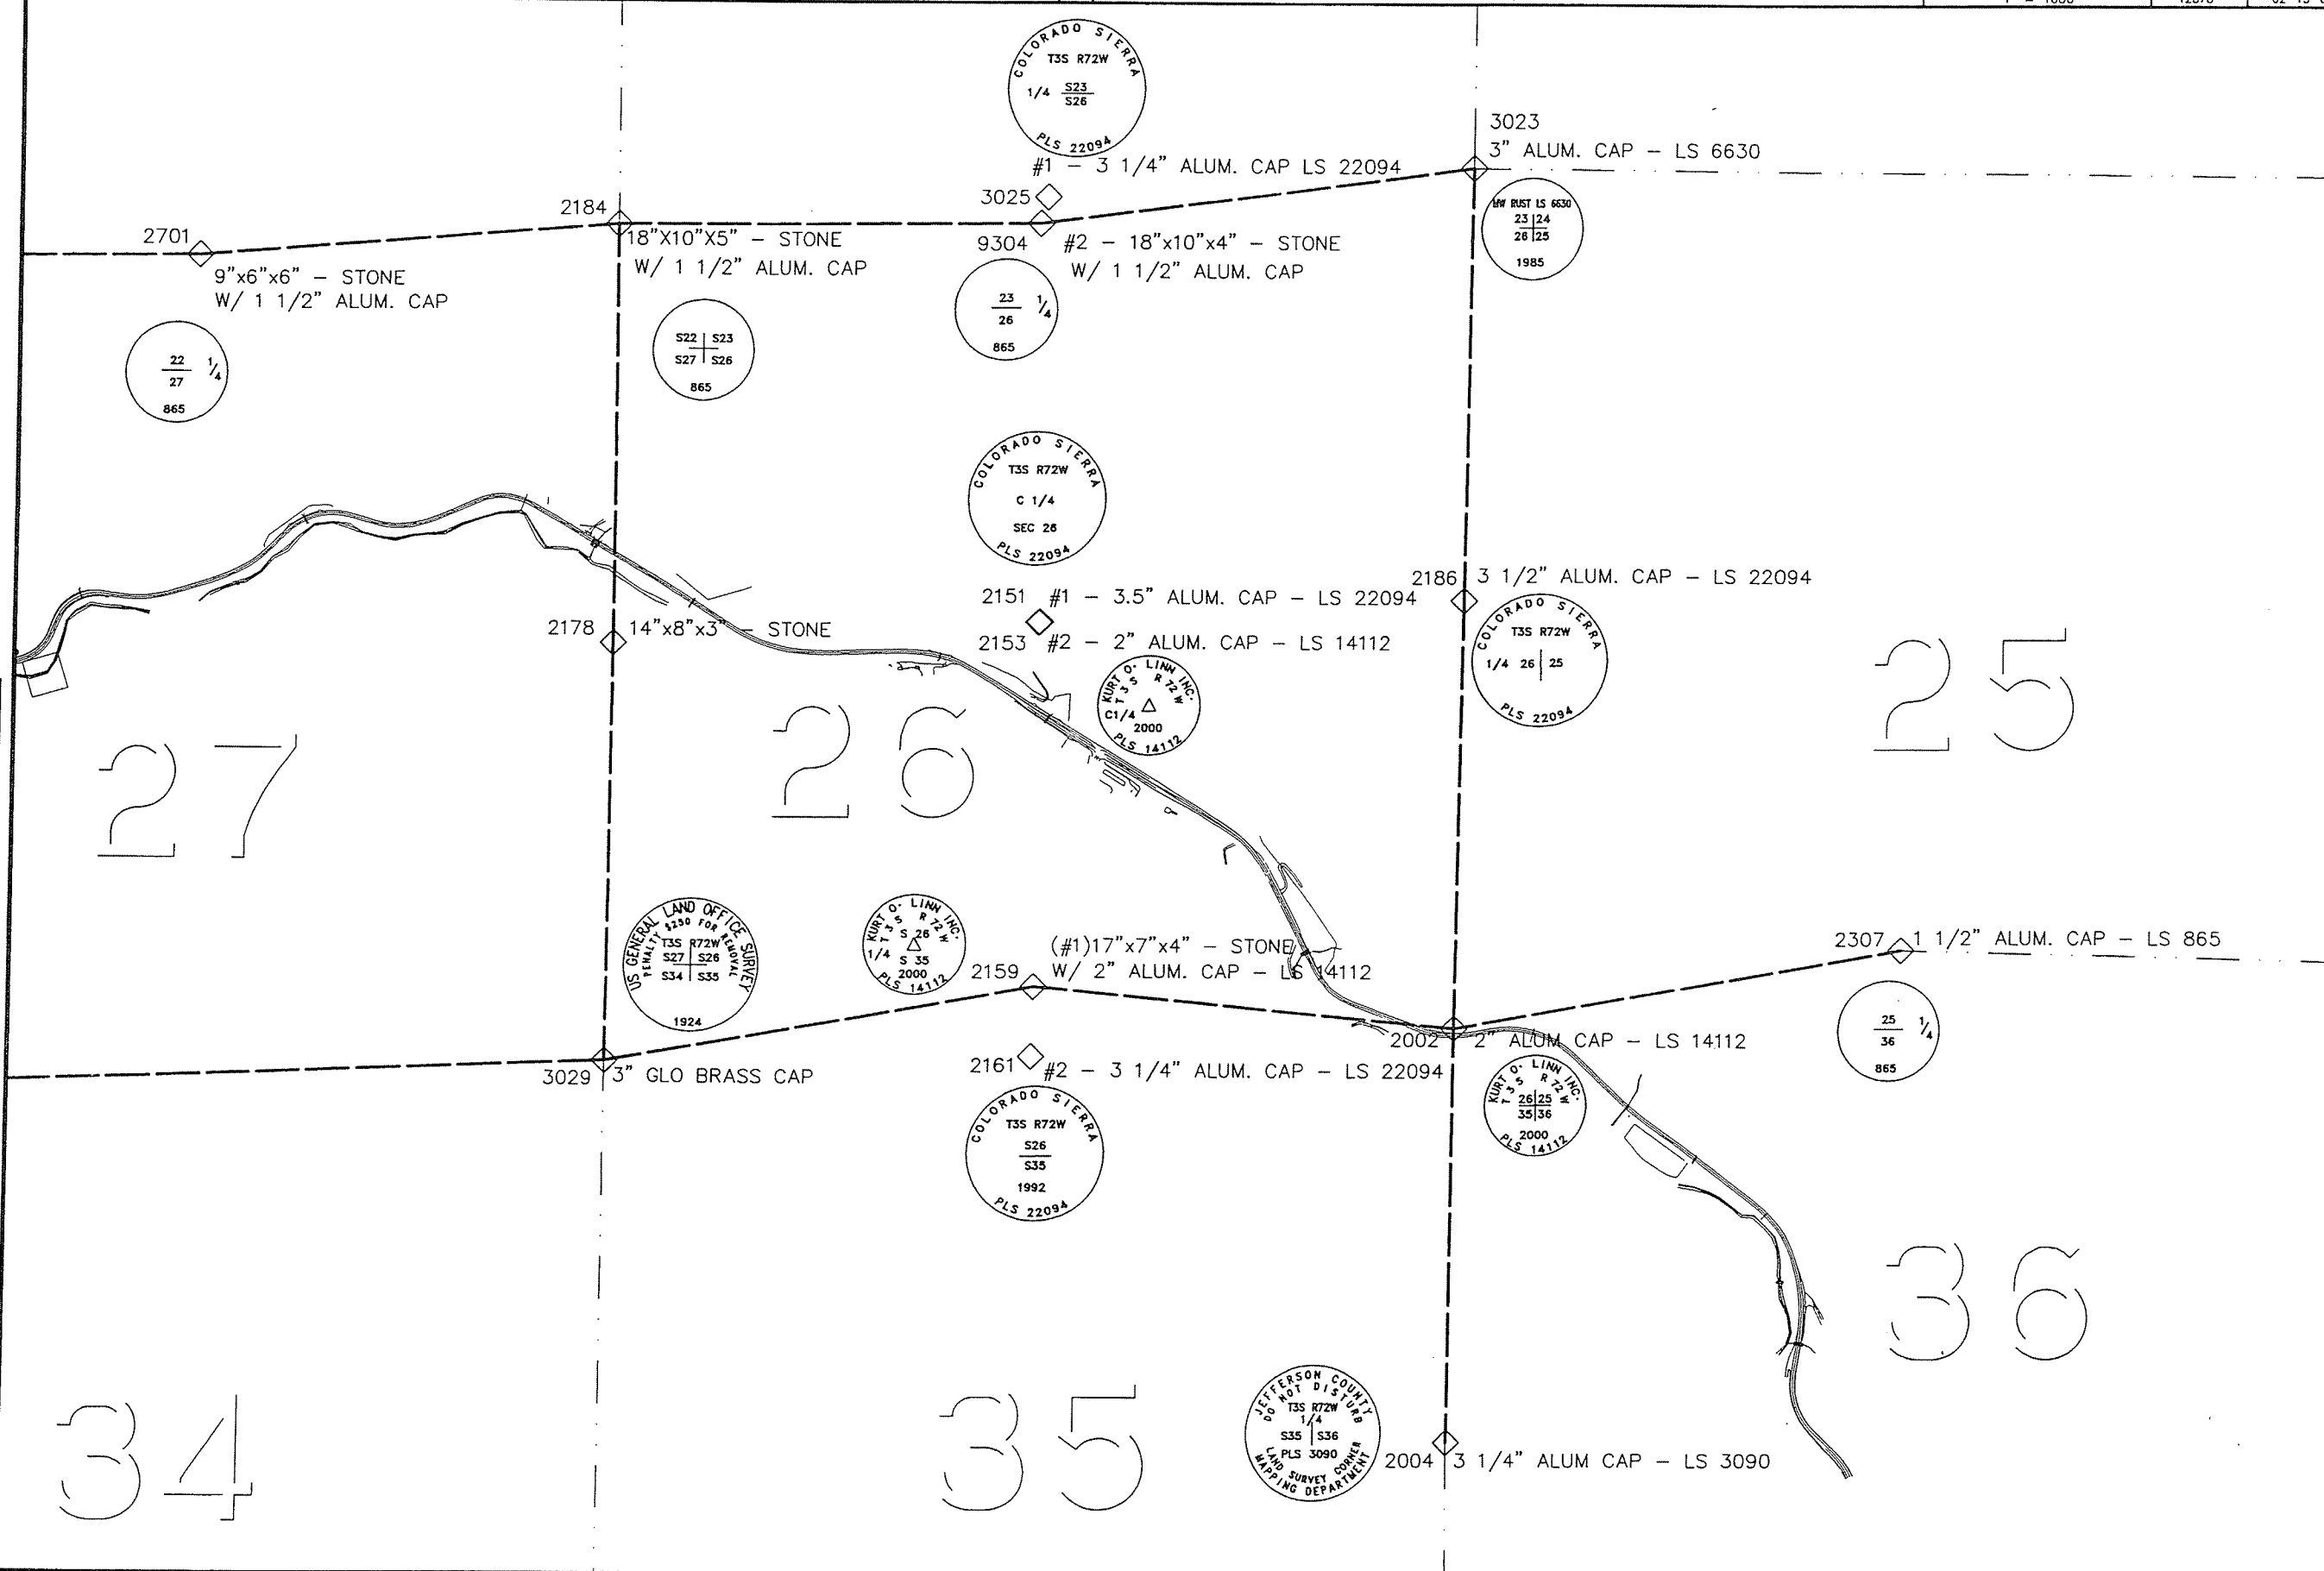 COLORADO SIERRA
T3S R72W
1/4 S23
S26
PLS 22094
#1 - 3 1/4" ALUM. CAP LS 22094
3025
3023
3" ALUM. CAP - LS 6630
HW RUST LS 6630
23 | 24
26 | 25
1985
2701
9"x6"x6" - STONE
W/ 1 1/2" ALUM. CAP
22 1/4
27
865
2184
18"X10"X5" - STONE
W/ 1 1/2" ALUM. CAP
S22 | S23
S27 | S26
865
9304
#2 - 18"x10"x4" - STONE
W/ 1 1/2" ALUM. CAP
23 1/4
26
865
COLORADO SIERRA
T3S R72W
C 1/4
SEC 26
PLS 22094
2151 #1 - 3.5" ALUM. CAP - LS 22094
2153 #2 - 2" ALUM. CAP - LS 14112
KURT O. LINN INC.
T 3 S R 72 W
C1/4
2000
PLS 14112
2186 3 1/2" ALUM. CAP - LS 22094
COLORADO SIERRA
T3S R72W
1/4 26 | 25
PLS 22094
2178 14"x8"x3" - STONE
27
26
25
US GENERAL LAND OFFICE SURVEY
PENALTY $250 FOR REMOVAL
T3S R72W
S27 | S26
S34 | S35
1924
KURT O. LINN INC.
T 3 S R 72 W
S 26
1/4
S 35
2000
PLS 14112
(#1)17"x7"x4" - STONE
2159 W/ 2" ALUM. CAP - LS 14112
2307 1 1/2" ALUM. CAP - LS 865
25 1/4
36
865
3029 3" GLO BRASS CAP
2161 #2 - 3 1/4" ALUM. CAP - LS 22094
COLORADO SIERRA
T3S R72W
S26
S35
1992
PLS 22094
2002 2" ALUM CAP - LS 14112
KURT O. LINN INC.
T 3 S R 72 W
26|25
35|36
2000
PLS 14112
34
35
36
JEFFERSON COUNTY
DO NOT DISTURB
T3S R72W
1/4
S35 | S36
PLS 3090
LAND SURVEY CORNER
MAPPING DEPARTMENT
2004 3 1/4" ALUM CAP - LS 3090